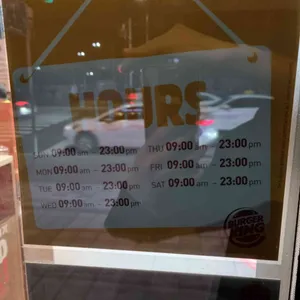 HOURS
SUN 09:00 am - 23:00 pm
MON 09:00 am - 23:00 pm
TUE 09:00 am - 23:00 pm
WED 09:00 am - 23:00 pm
THU 09:00 am - 23:00 pm
FRI 09:00 am - 23:00 pm
SAT 09:00 am - 23:00 pm
BURGER
KING